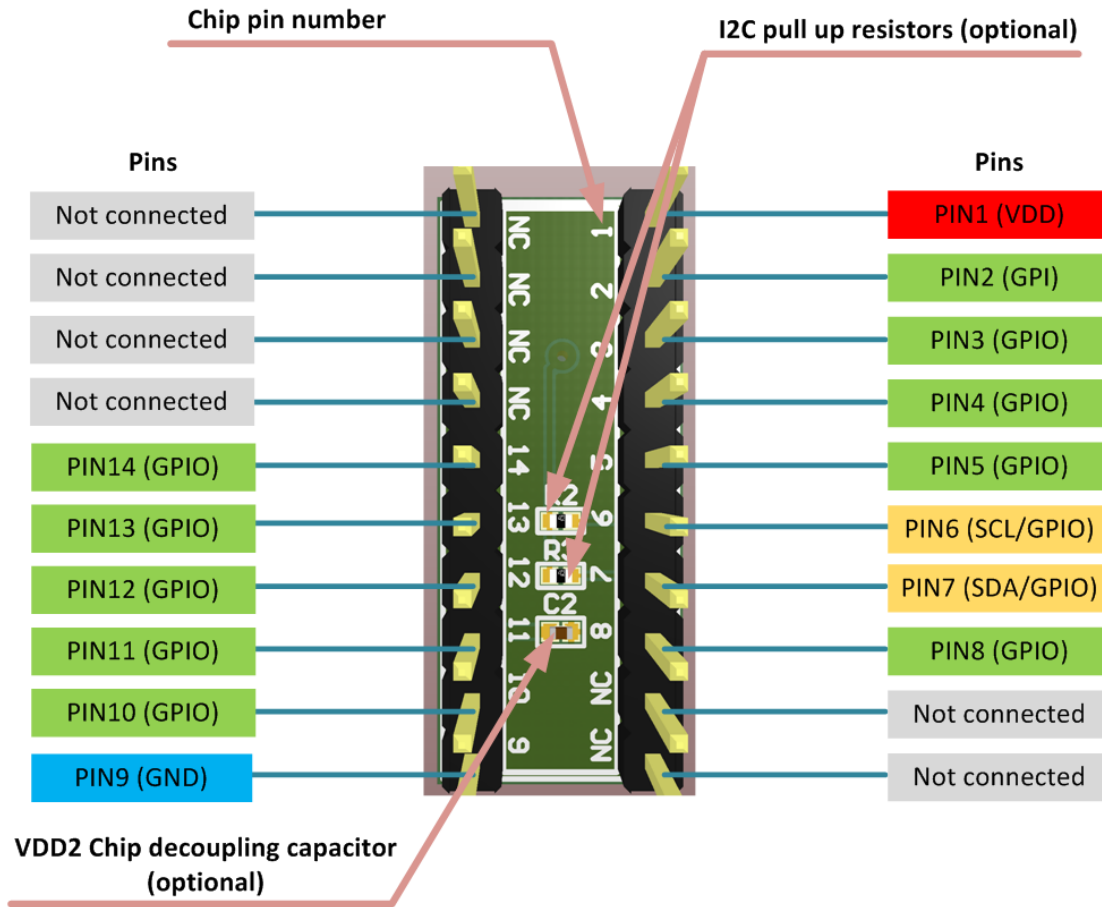 Chip pin number
I2C pull up resistors (optional)
Pins
Pins
Not connected
Not connected
Not connected
Not connected
PIN14 (GPIO)
PIN13 (GPIO)
PIN12 (GPIO)
PIN11 (GPIO)
PIN10 (GPIO)
PIN9 (GND)
NC
NC
NC
NC
14
13
12
11
10
9
R2
C2
1
2
3
4
5
6
7
8
NC
NC
PIN1 (VDD)
PIN2 (GPI)
PIN3 (GPIO)
PIN4 (GPIO)
PIN5 (GPIO)
PIN6 (SCL/GPIO)
PIN7 (SDA/GPIO)
PIN8 (GPIO)
Not connected
Not connected
VDD2 Chip decoupling capacitor
(optional)